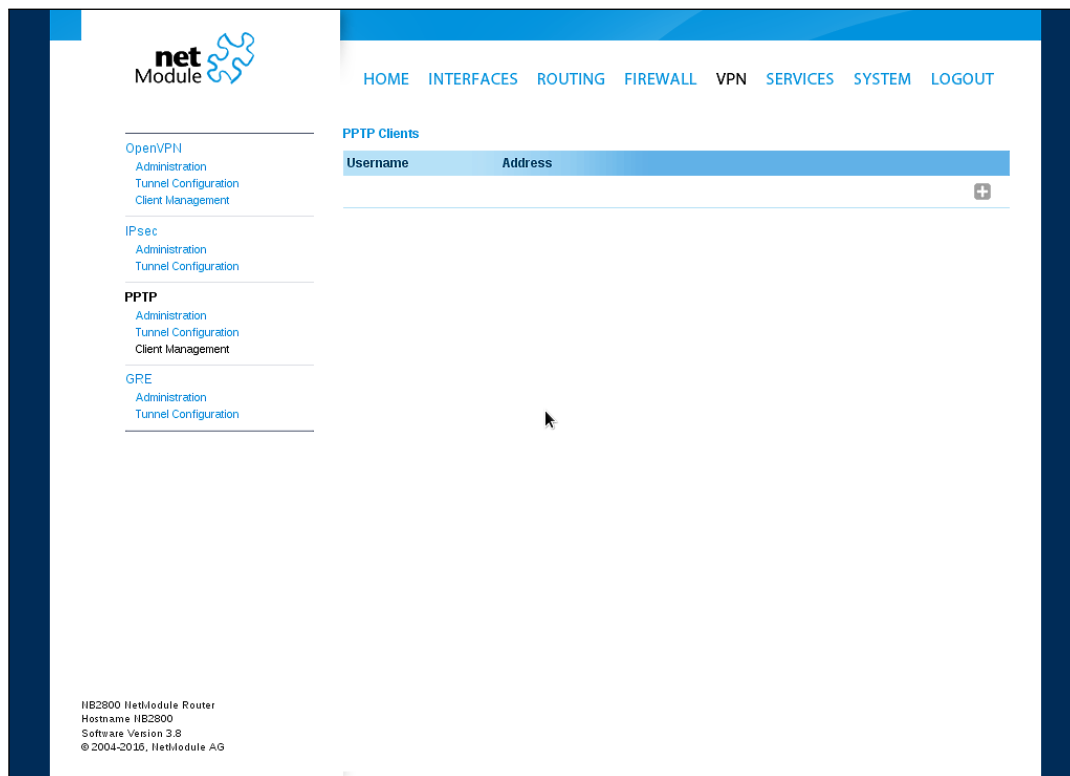 net
Module
HOME INTERFACES ROUTING FIREWALL VPN SERVICES SYSTEM LOGOUT
OpenVPN
Administration
Tunnel Configuration
Client Management
IPsec
Administration
Tunnel Configuration
PPTP
Administration
Tunnel Configuration
Client Management
GRE
Administration
Tunnel Configuration
PPTP Clients
Username Address
NB2800 NetModule Router
Hostname NB2800
Software Version 3.8
© 2004-2016, NetModule AG